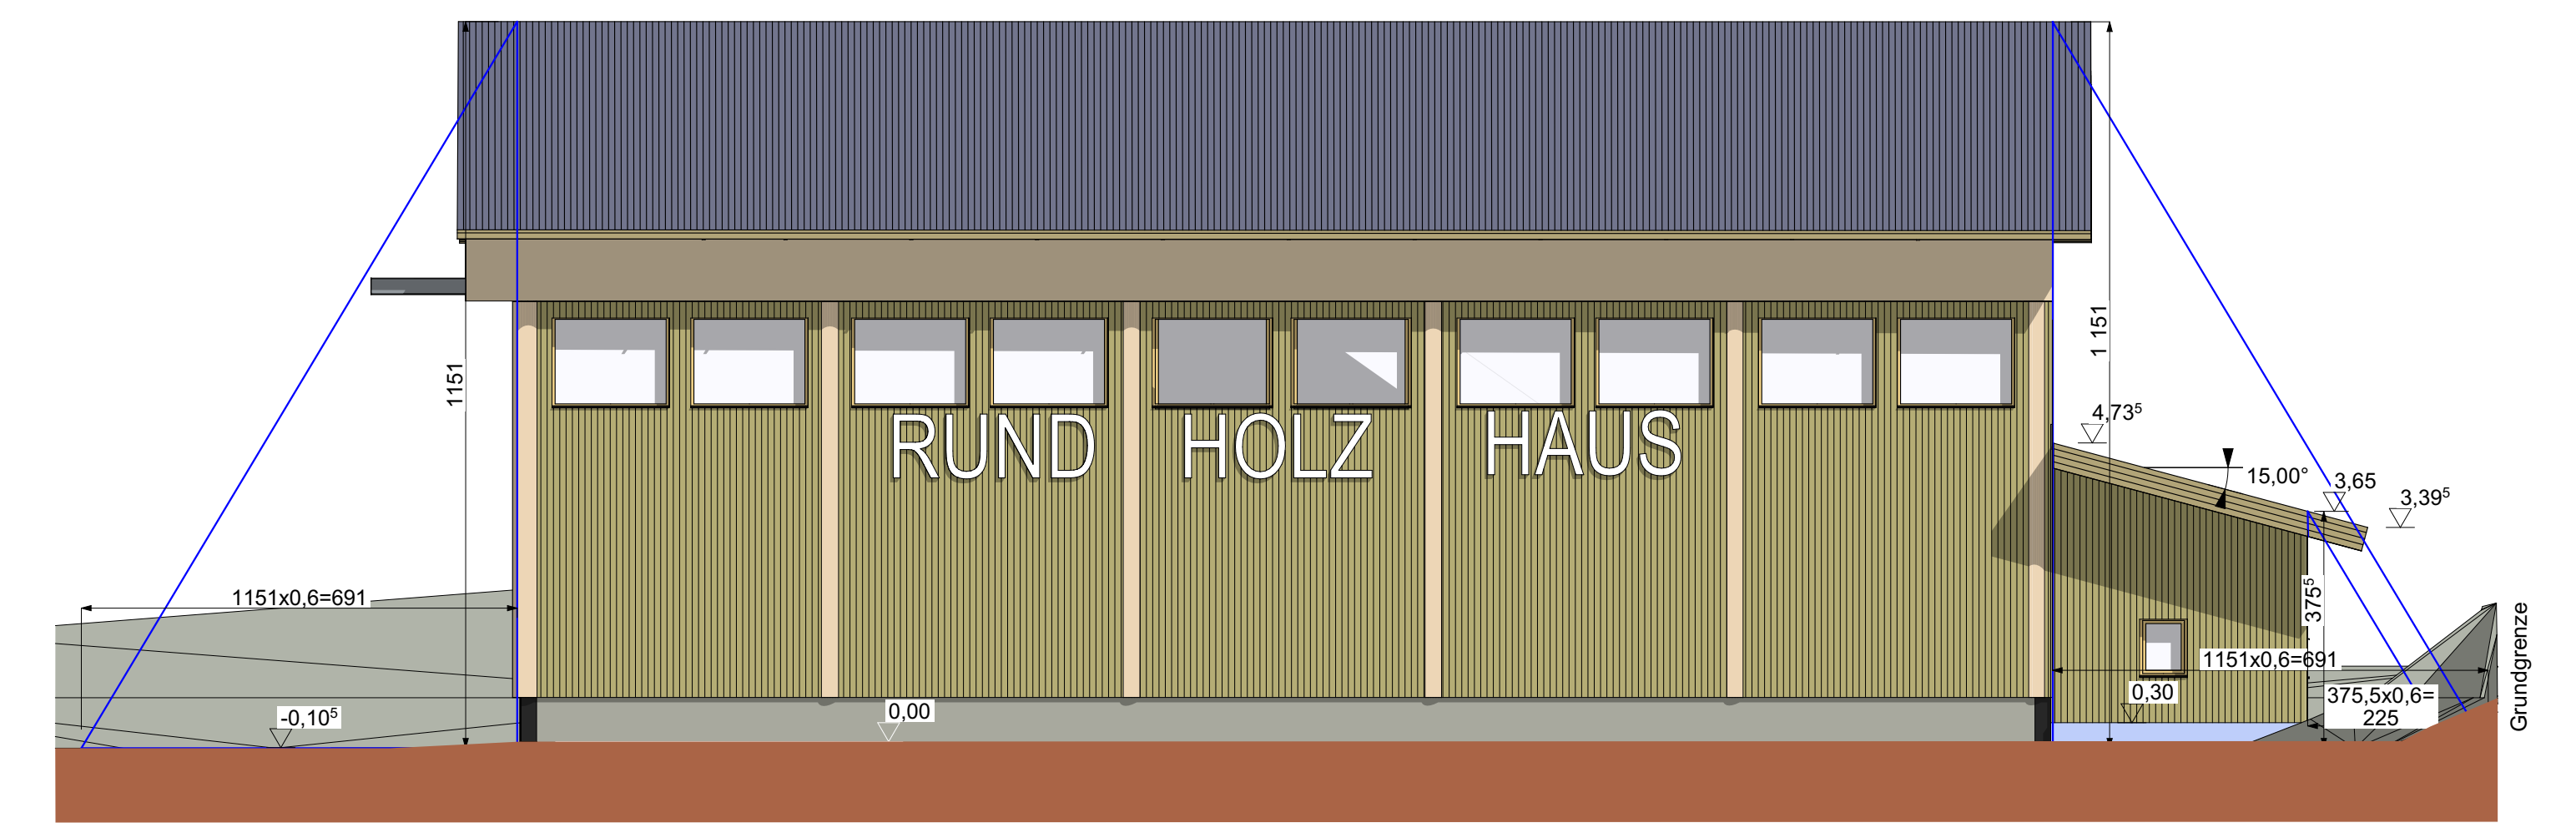 1151
1 151
RUND HOLZ HAUS
4,73⁵
15,00°
3,65
3,39⁵
375⁵
1151x0,6=691
1151x0,6=691
0,30
375,5x0,6=
225
-0,10⁵
0,00
Grundgrenze